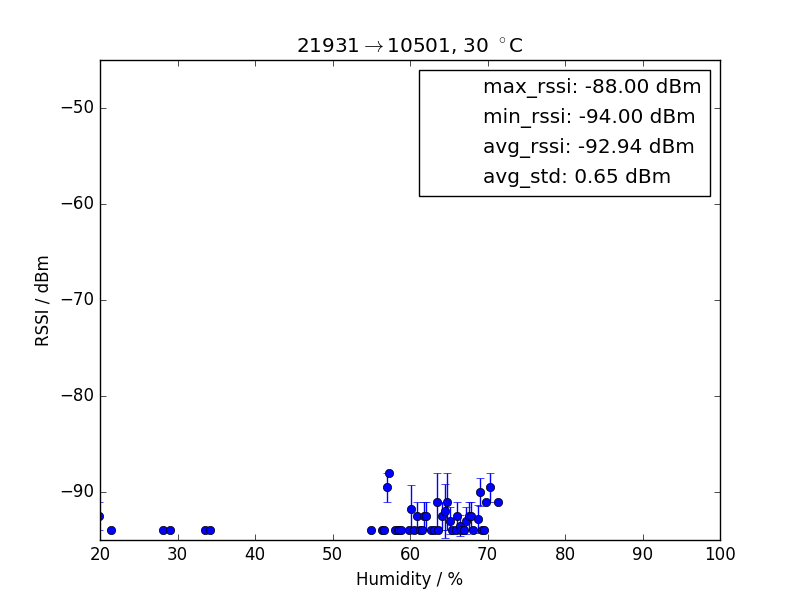 21931→10501, 30 °C
max_rssi: -88.00 dBm
min_rssi: -94.00 dBm
avg_rssi: -92.94 dBm
avg_std: 0.65 dBm
RSSI / dBm
−50
−60
−70
−80
−90
20 30 40 50 60 70 80 90 100
Humidity / %